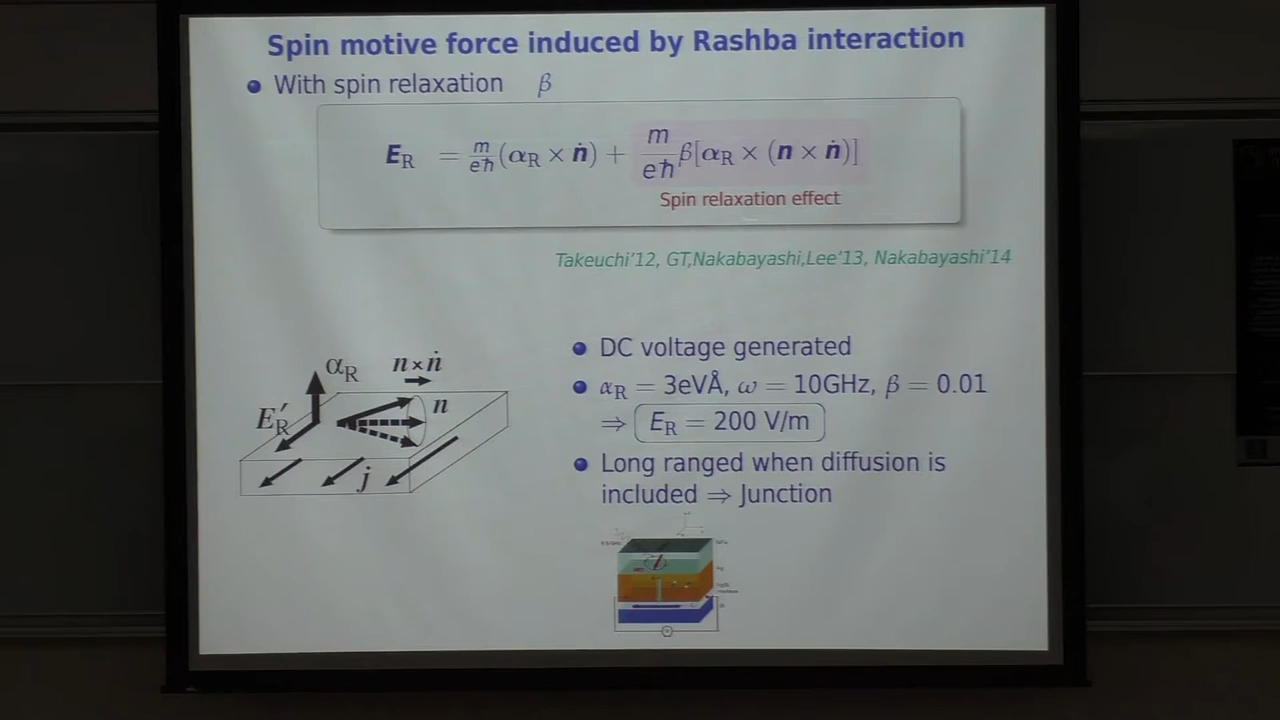 Spin motive force induced by Rashba interaction
With spin relaxation β
E_R = m/eħ (α_R × ṅ) + m/eħ β[α_R × (n × ṅ)]
Spin relaxation effect
Takeuchi'12, GT,Nakabayashi,Lee'13, Nakabayashi'14
DC voltage generated
α_R = 3eVÅ, ω = 10GHz, β = 0.01
⇒ E_R = 200 V/m
Long ranged when diffusion is
included ⇒ Junction
α_R n×ṅ
E′_R n
j